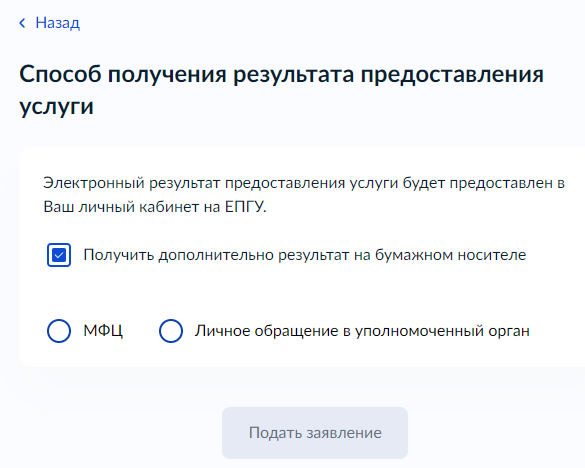 Назад
Способ получения результата предоставления
услуги
Электронный результат предоставления услуги будет предоставлен в
Ваш личный кабинет на ЕПГУ.
Получить дополнительно результат на бумажном носителе
МФЦ Личное обращение в уполномоченный орган
Подать заявление